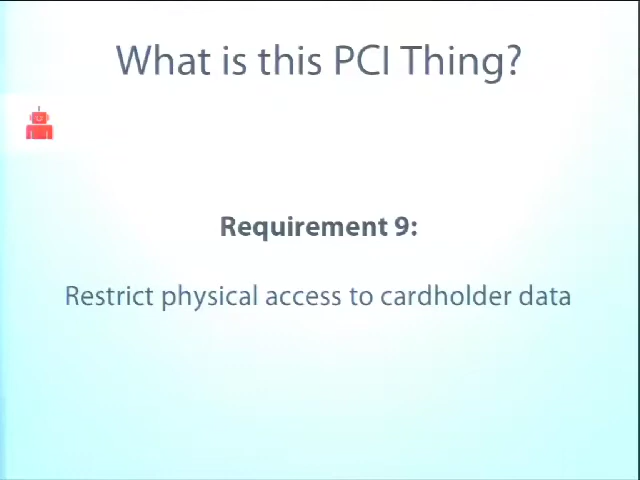 What is this PCI Thing?
Requirement 9:
Restrict physical access to cardholder data